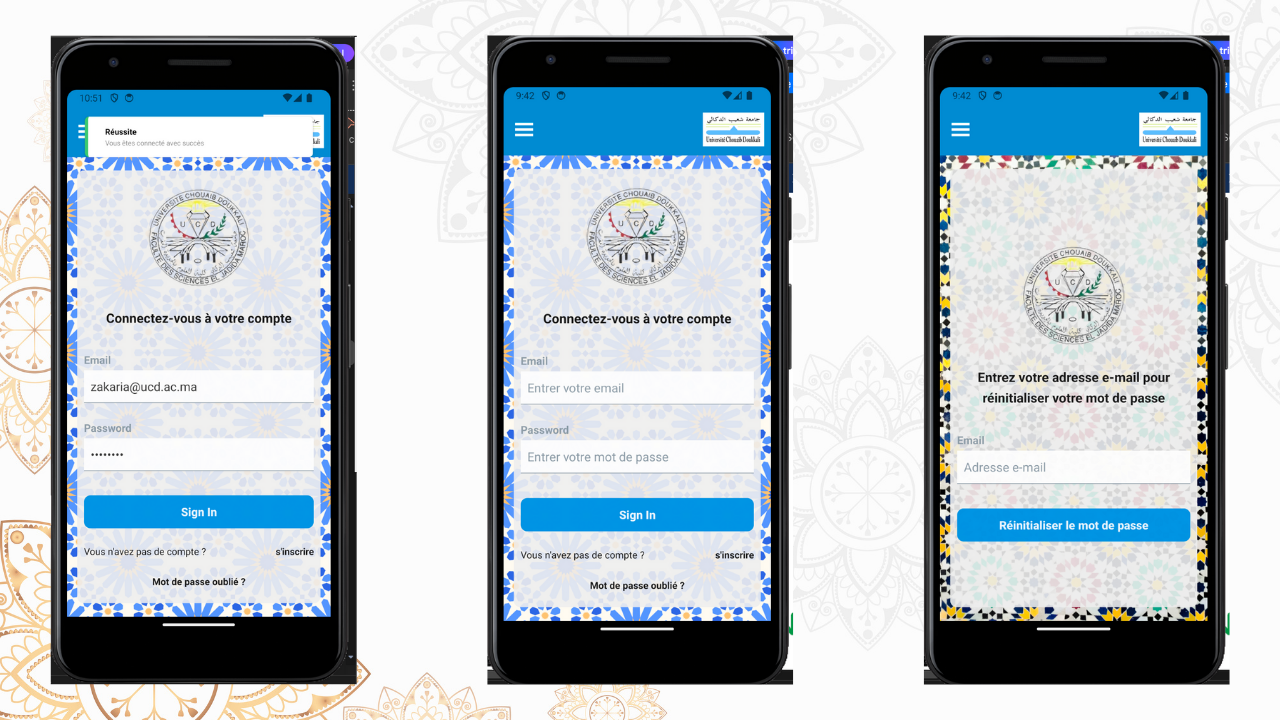 10:51
Réussite
Vous êtes connecté avec succès
UNIVERSITE CHOUAIB DOUKKALI
U C D
FACULTE DES SCIENCES EL JADIDA MAROC
Connectez-vous à votre compte
Email
zakaria@ucd.ac.ma
Password
••••••••
Sign In
Vous n'avez pas de compte ? s'inscrire
Mot de passe oublié ?
9:42
جامعة شعيب الدكالي
Université Chouaib Doukkali
UNIVERSITE CHOUAIB DOUKKALI
U C D
FACULTE DES SCIENCES EL JADIDA MAROC
Connectez-vous à votre compte
Email
Entrer votre email
Password
Entrer votre mot de passe
Sign In
Vous n'avez pas de compte ? s'inscrire
Mot de passe oublié ?
9:42
جامعة شعيب الدكالي
Université Chouaib Doukkali
UNIVERSITE CHOUAIB DOUKKALI
U C D
FACULTE DES SCIENCES EL JADIDA MAROC
Entrez votre adresse e-mail pour
réinitialiser votre mot de passe
Email
Adresse e-mail
Réinitialiser le mot de passe